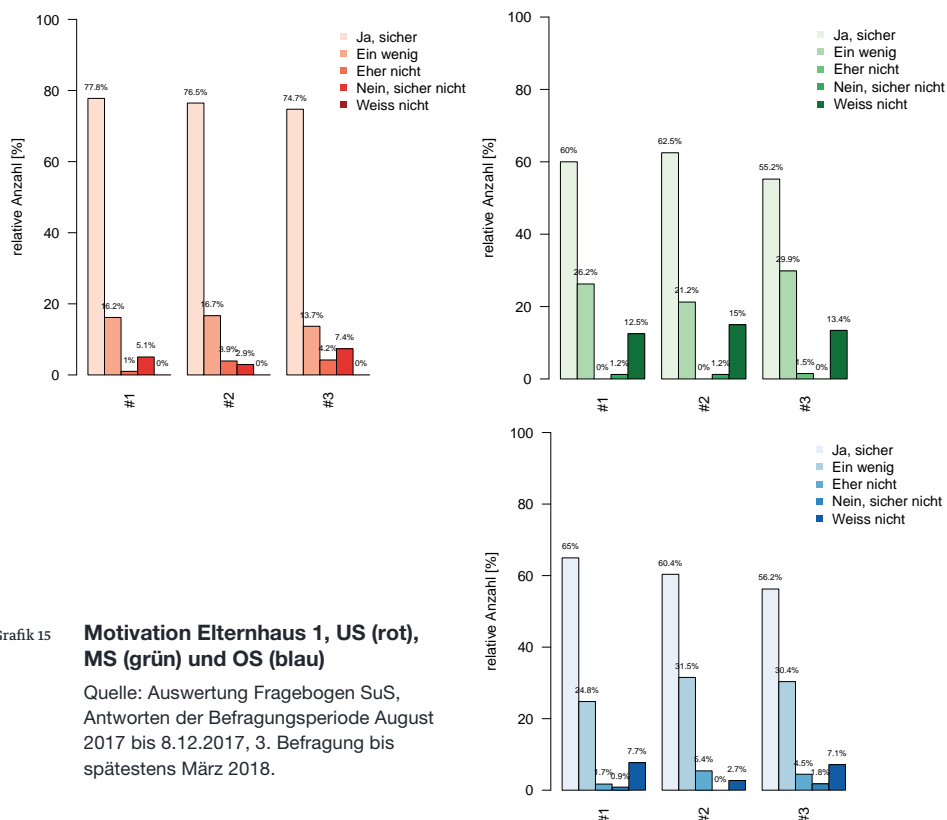 100
80
60
40
20
0
relative Anzahl [%]
Ja, sicher
Ein wenig
Eher nicht
Nein, sicher nicht
Weiss nicht
77.8%
16.2%
1%
5.1%
0%
76.5%
16.7%
3.9%
2.9%
0%
74.7%
13.7%
4.2%
7.4%
0%
#1
#2
#3
100
80
60
40
20
0
relative Anzahl [%]
Ja, sicher
Ein wenig
Eher nicht
Nein, sicher nicht
Weiss nicht
60%
26.2%
0%
1.2%
12.5%
62.5%
21.2%
0%
1.2%
15%
55.2%
29.9%
1.5%
0%
13.4%
#1
#2
#3
100
80
60
40
20
0
relative Anzahl [%]
Ja, sicher
Ein wenig
Eher nicht
Nein, sicher nicht
Weiss nicht
65%
24.8%
1.7%
0.9%
7.7%
60.4%
31.5%
5.4%
0%
2.7%
56.2%
30.4%
4.5%
1.8%
7.1%
#1
#2
#3
Grafik 15
Motivation Elternhaus 1, US (rot),
MS (grün) und OS (blau)
Quelle: Auswertung Fragebogen SuS,
Antworten der Befragungsperiode August
2017 bis 8.12.2017, 3. Befragung bis
spätestens März 2018.